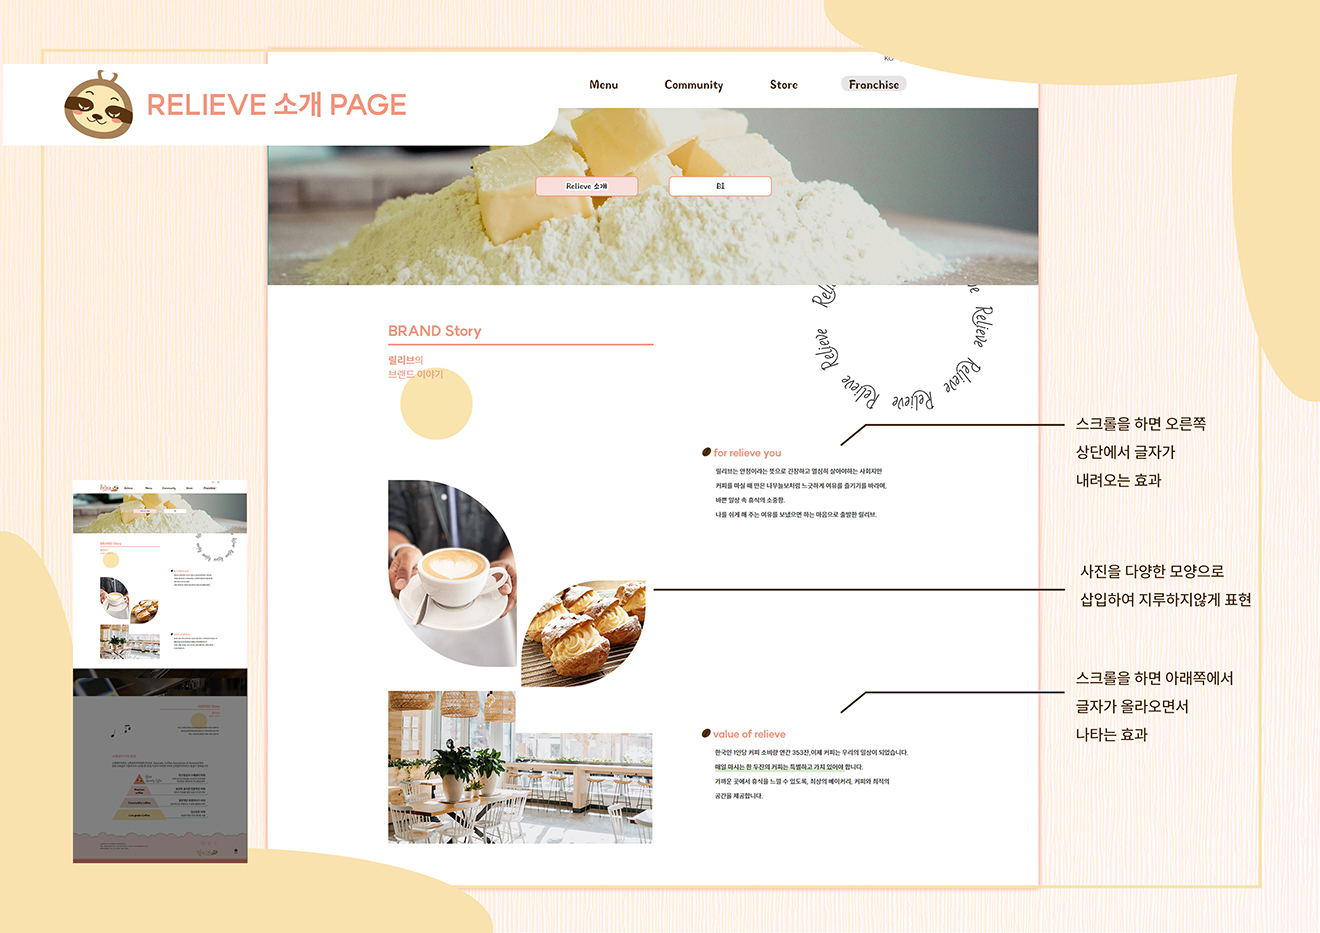 RELIEVE 소개 PAGE
Menu
Community
Store
Franchise
Relieve 소개
BI
BRAND Story
릴리브의
브랜드 이야기
Relieve Relieve Relieve Relieve Relieve Relieve
for relieve you
릴리브는 안정이라는 뜻으로 긴장하고 열심히 살아야하는 사회지만
커피를 마실 때 만은 나무늘보처럼 느긋하게 여유를 즐기기를 바라며,
바쁜 일상 속 휴식의 소중함.
나를 쉬게 해 주는 여유를 보냈으면 하는 마음으로 출발한 릴리브.
스크롤을 하면 오른쪽
상단에서 글자가
내려오는 효과
사진을 다양한 모양으로
삽입하여 지루하지않게 표현
value of relieve
한국인 1인당 커피 소비량 연간 353잔,이제 커피는 우리의 일상이 되었습니다.
매일 마시는 한 두잔의 커피는 특별하고 가치 있어야 합니다.
가까운 곳에서 휴식을 느낄 수 있도록, 최상의 베이커리, 커피와 최적의
공간을 제공합니다.
스크롤을 하면 아래쪽에서
글자가 올라오면서
나타는 효과